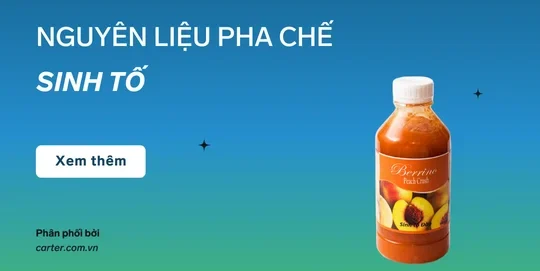 NGUYÊN LIỆU PHA CHẾ
SINH TỐ
Xem thêm
Phân phối bởi
carter.com.vn
Berrino
Peach Crush